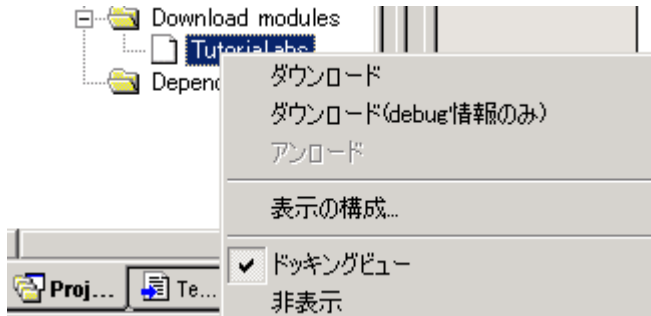 Download modules
Tutorial.abs
Depend
ダウンロード
ダウンロード(debug情報のみ)
アンロード
表示の構成...
ドッキングビュー
非表示
Proj...
Te...